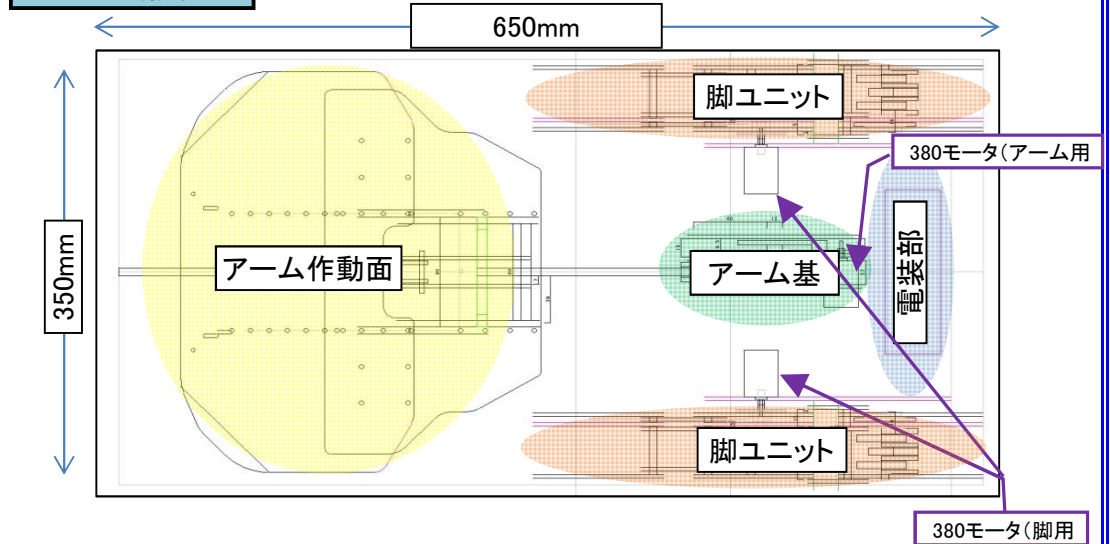 650mm
脚ユニット
380モータ(アーム用
350mm
アーム作動面
アーム基
電装部
脚ユニット
380モータ(脚用